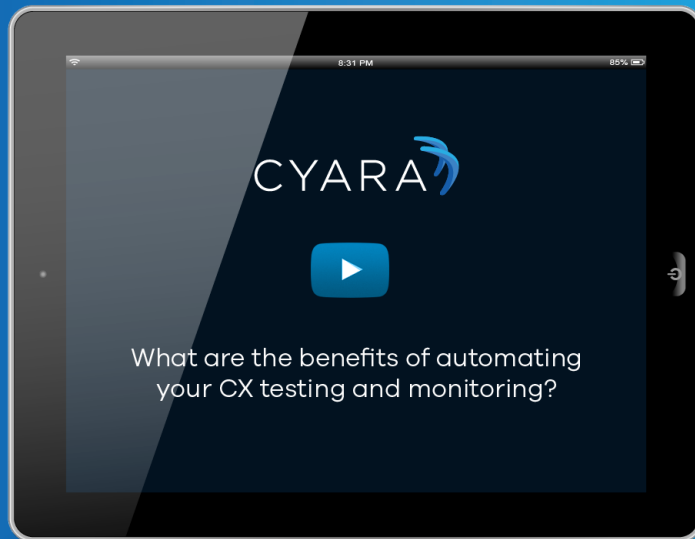 8:31 PM
85%
CYARA
What are the benefits of automating
your CX testing and monitoring?